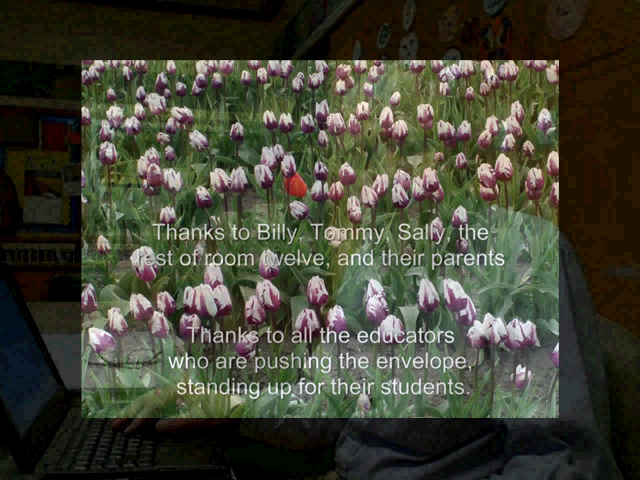 Thanks to Billy, Tommy, Sally, the
rest of room twelve, and their parents
Thanks to all the educators
who are pushing the envelope,
standing up for their students.